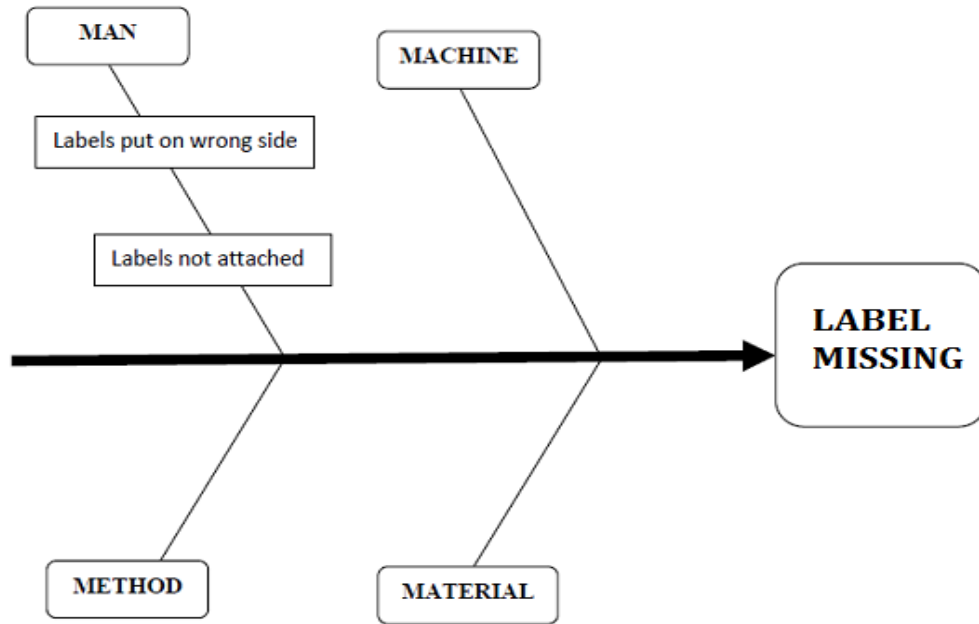 MAN
MACHINE
Labels put on wrong side
Labels not attached
LABEL
MISSING
METHOD
MATERIAL